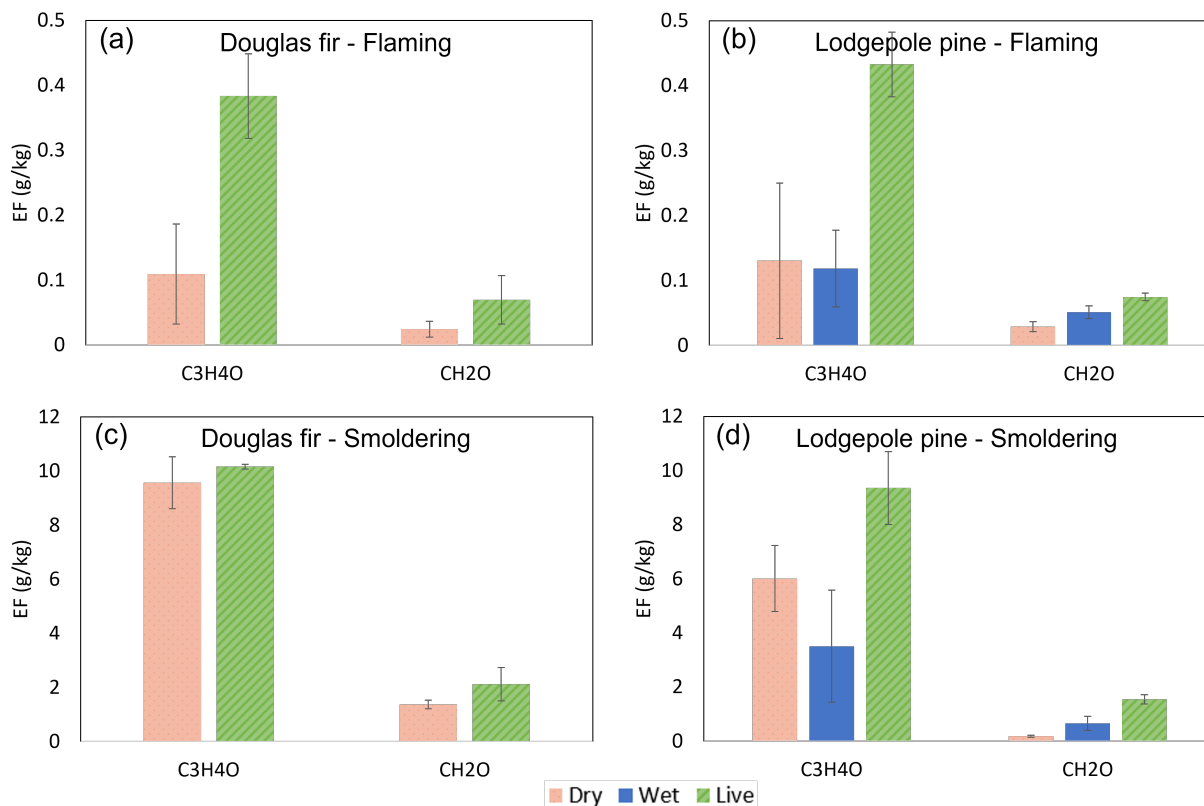 (a) Douglas fir - Flaming
0.5
0.4
0.3
0.2
0.1
0
EF (g/kg)
C3H4O CH2O
(b) Lodgepole pine - Flaming
0.5
0.4
0.3
0.2
0.1
0
EF (g/kg)
C3H4O CH2O
(c) Douglas fir - Smoldering
12
10
8
6
4
2
0
EF (g/kg)
C3H4O CH2O
(d) Lodgepole pine - Smoldering
12
10
8
6
4
2
0
EF (g/kg)
C3H4O CH2O
Dry Wet Live